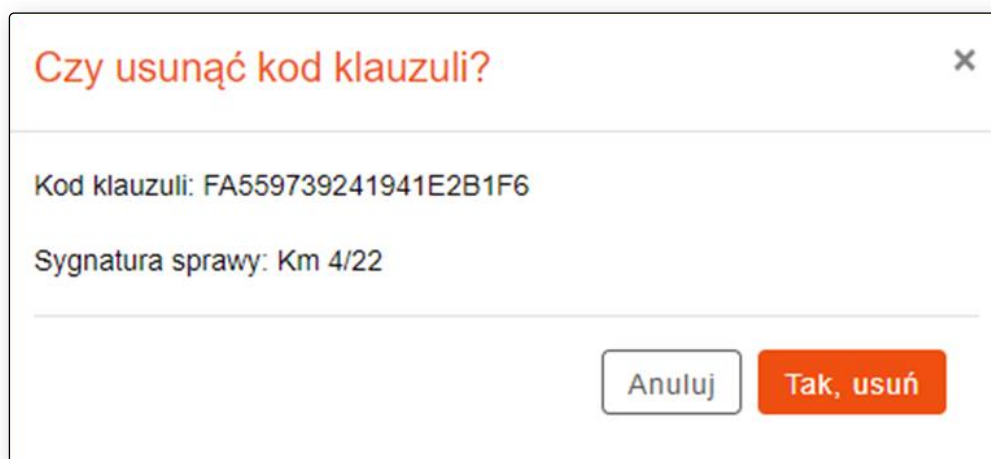 Czy usunąć kod klauzuli?
×
Kod klauzuli: FA559739241941E2B1F6
Sygnatura sprawy: Km 4/22
Anuluj
Tak, usuń